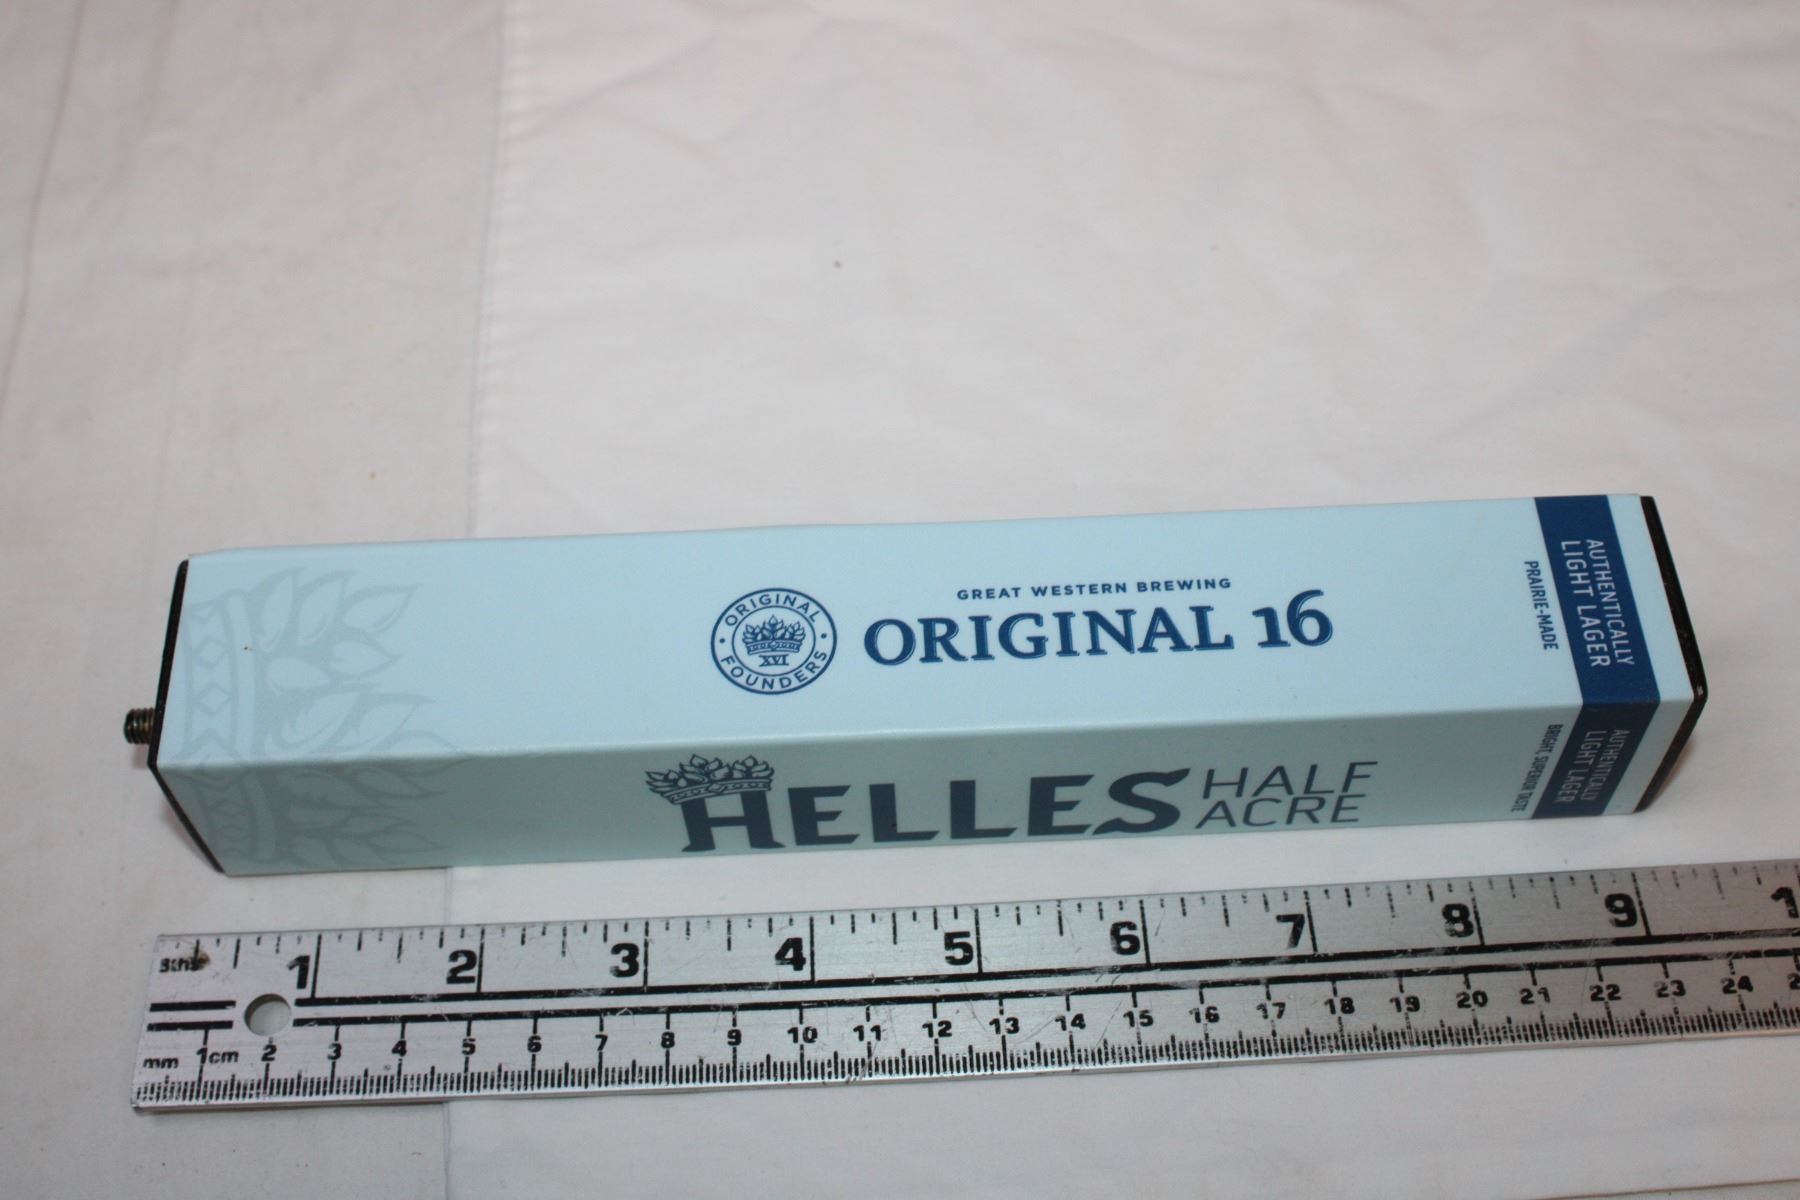 GREAT WESTERN BREWING
ORIGINAL 16
ORIGINAL
XVI
FOUNDERS
PRAIRIE-MADE
AUTHENTICALLY
LIGHT LAGER
HELLES HALF
ACRE
BRIGHT, SUPERIOR TASTE
AUTHENTICALLY
LIGHT LAGER
8ths 1 2 3 4 5 6 7 8 9 1
mm 1cm 2 3 4 5 6 7 8 9 10 11 12 13 14 15 16 17 18 19 20 21 22 23 24